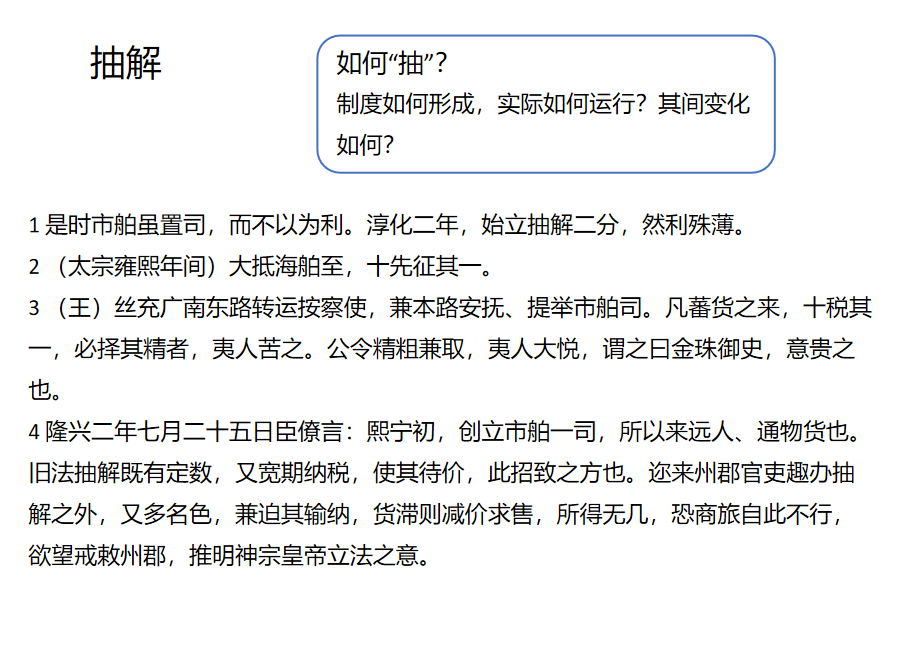 抽解
如何“抽”？
制度如何形成，实际如何运行？其间变化
如何？
1 是时市舶虽置司，而不以为利。淳化二年，始立抽解二分，然利殊薄。
2 （太宗雍熙年间）大抵海舶至，十先征其一。
3 （王）丝充广南东路转运按察使，兼本路安抚、提举市舶司。凡蕃货之来，十税其
一，必择其精者，夷人苦之。公令精粗兼取，夷人大悦，谓之曰金珠御史，意贵之
也。
4 隆兴二年七月二十五日臣僚言：熙宁初，创立市舶一司，所以来远人、通物货也。
旧法抽解既有定数，又宽期纳税，使其待价，此招致之方也。迩来州郡官吏趣办抽
解之外，又多名色，兼迫其输纳，货滞则减价求售，所得无几，恐商旅自此不行，
欲望戒敕州郡，推明神宗皇帝立法之意。